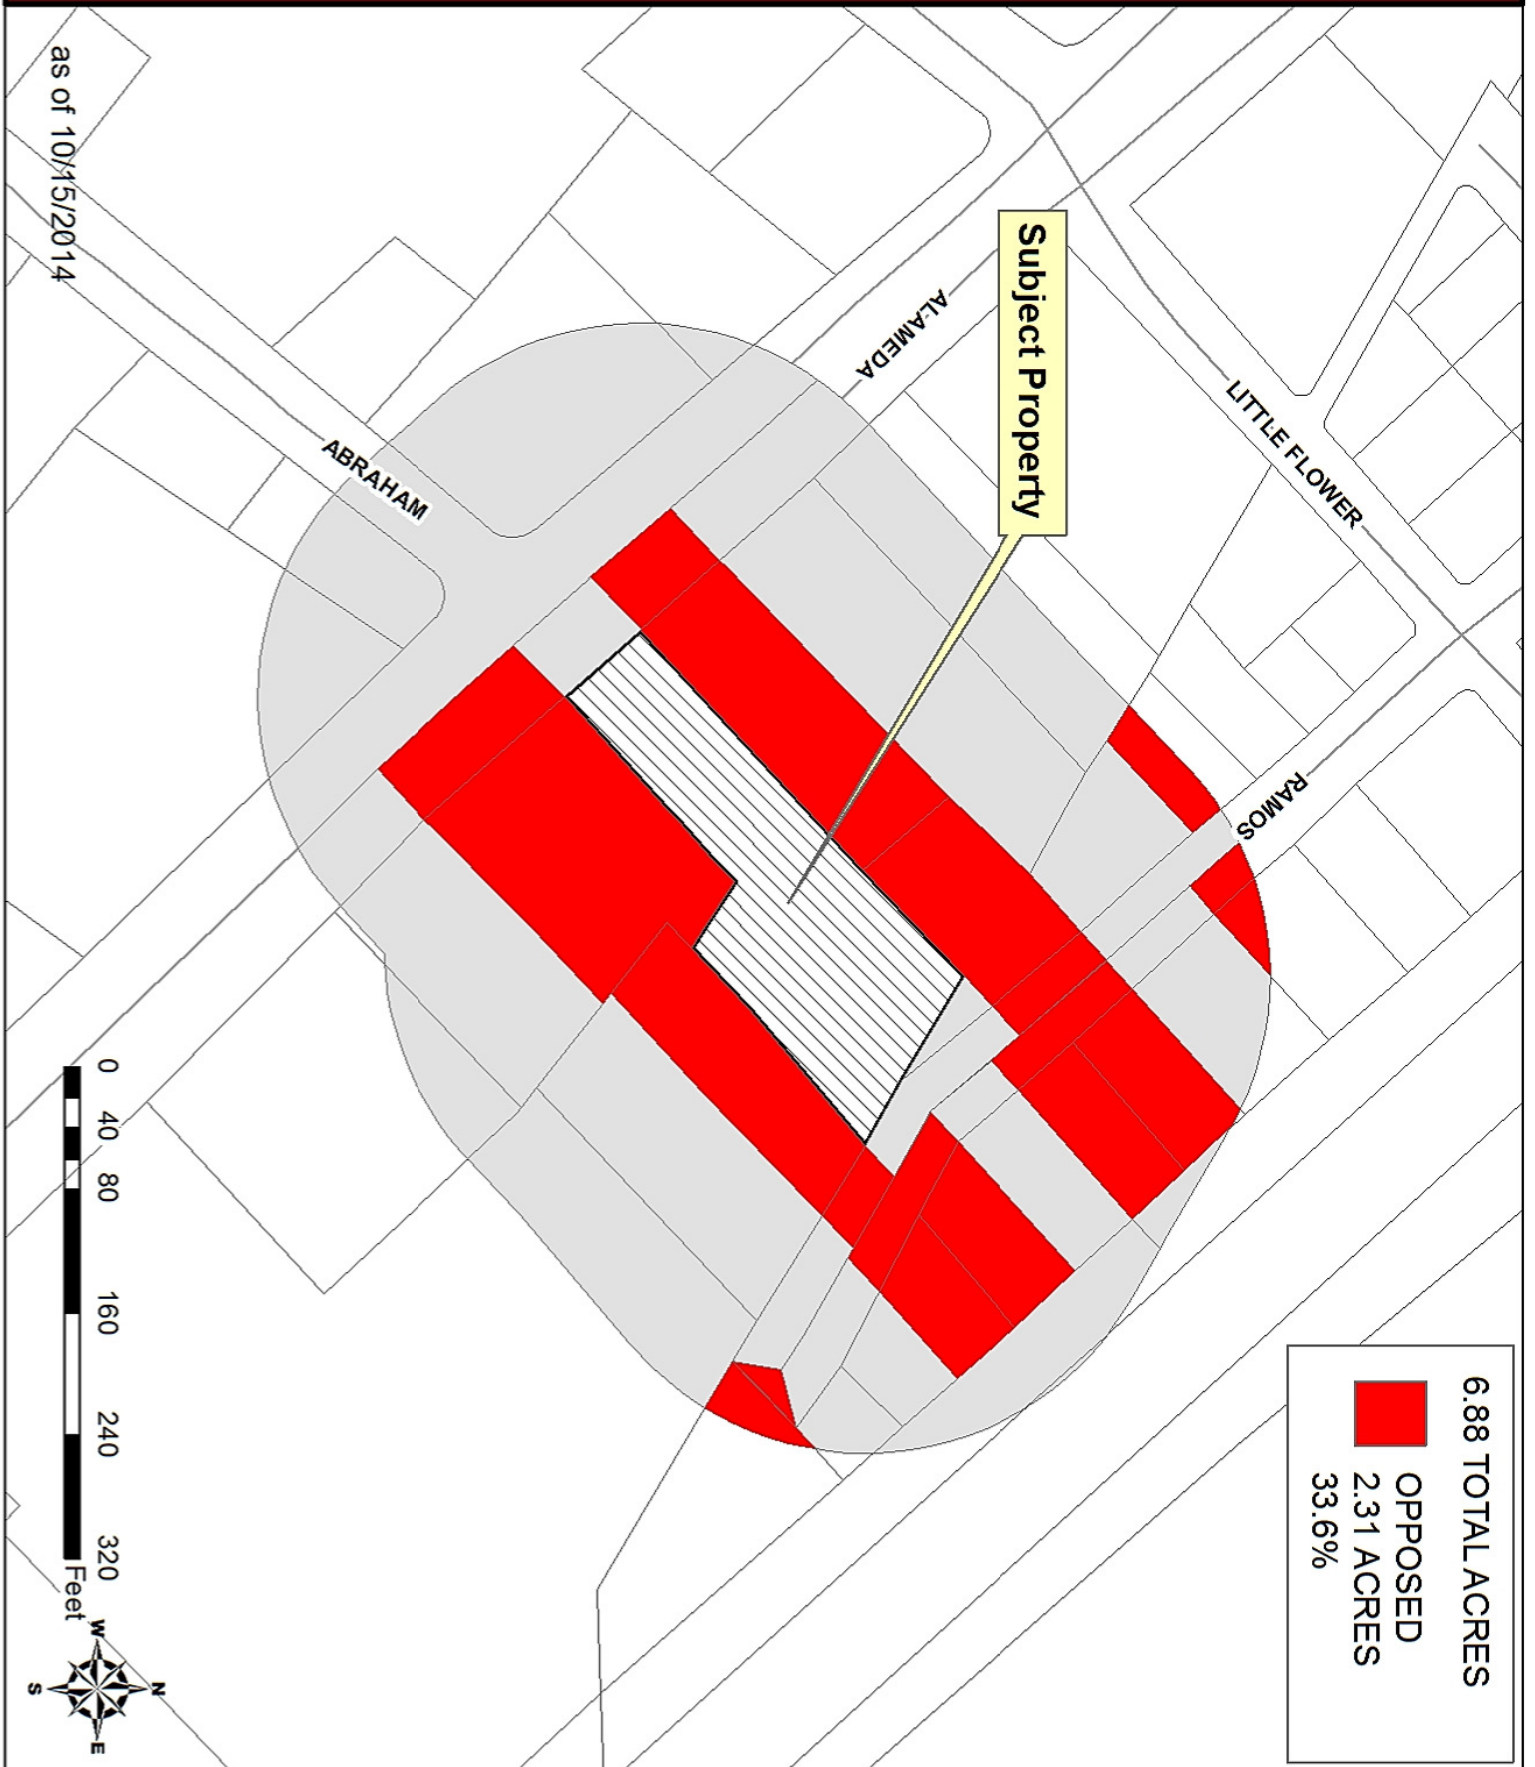 6.88 TOTAL ACRES
OPPOSED
2.31 ACRES
33.6%
Subject Property
LITTLE FLOWER
ALAMEDA
RAMOS
ABRAHAM
as of 10/15/2014
0 40 80 160 240 320
Feet
N
W
E
S